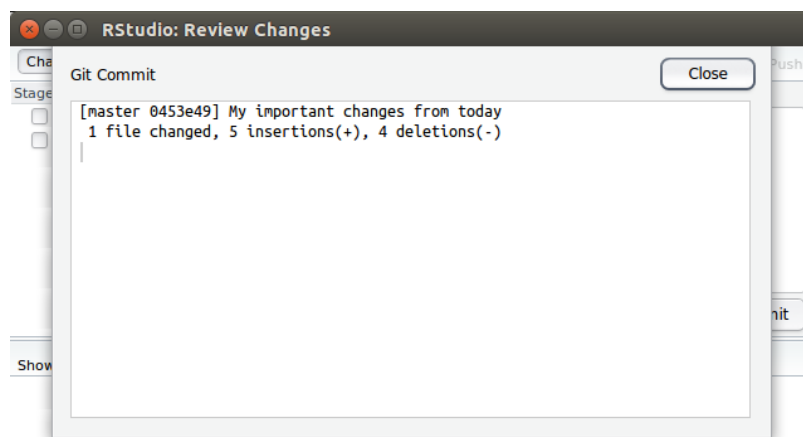 RStudio: Review Changes
Cha
Push
Git Commit
Close
Stage
[master 0453e49] My important changes from today
1 file changed, 5 insertions(+), 4 deletions(-)
nit
Show